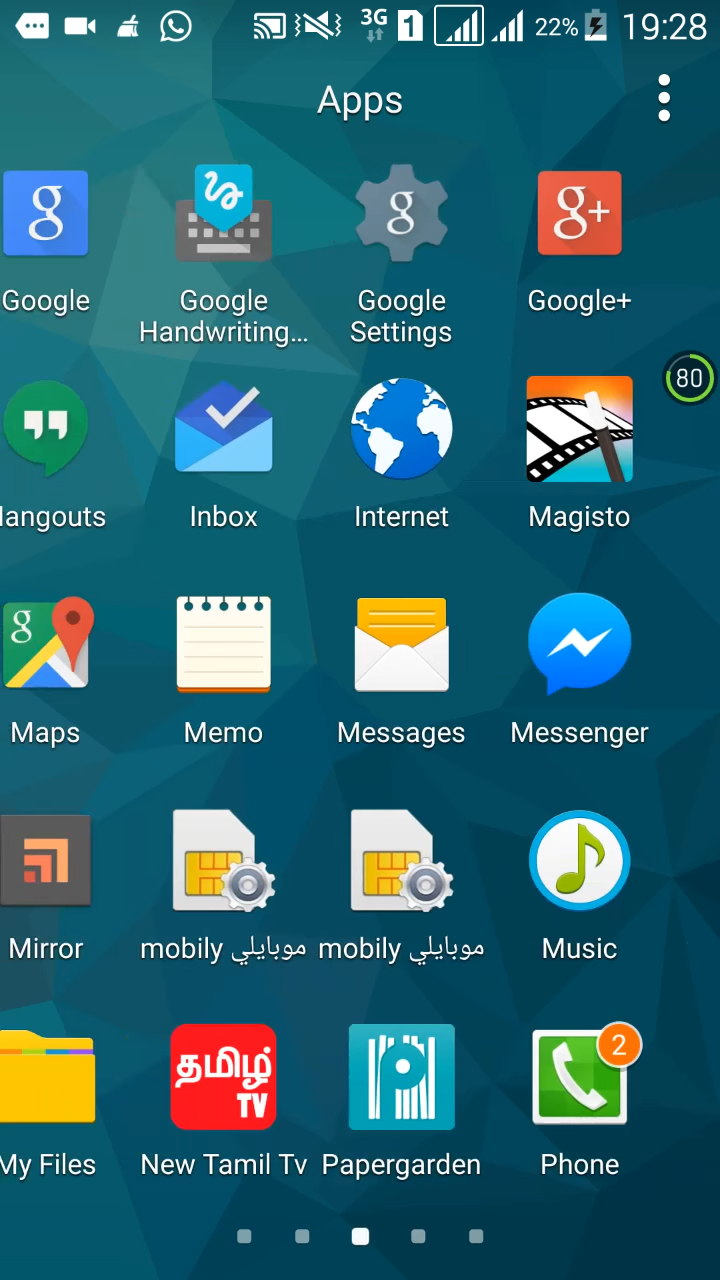 3G 1 22% 19:28
Apps
g g g+
Google Google Google Google+
Handwriting... Settings
80
Hangouts Inbox Internet Magisto
g
Maps Memo Messages Messenger
Mirror mobily موبايلي mobily موبايلي Music
தமிழ்
TV
P
2
My Files New Tamil Tv Papergarden Phone